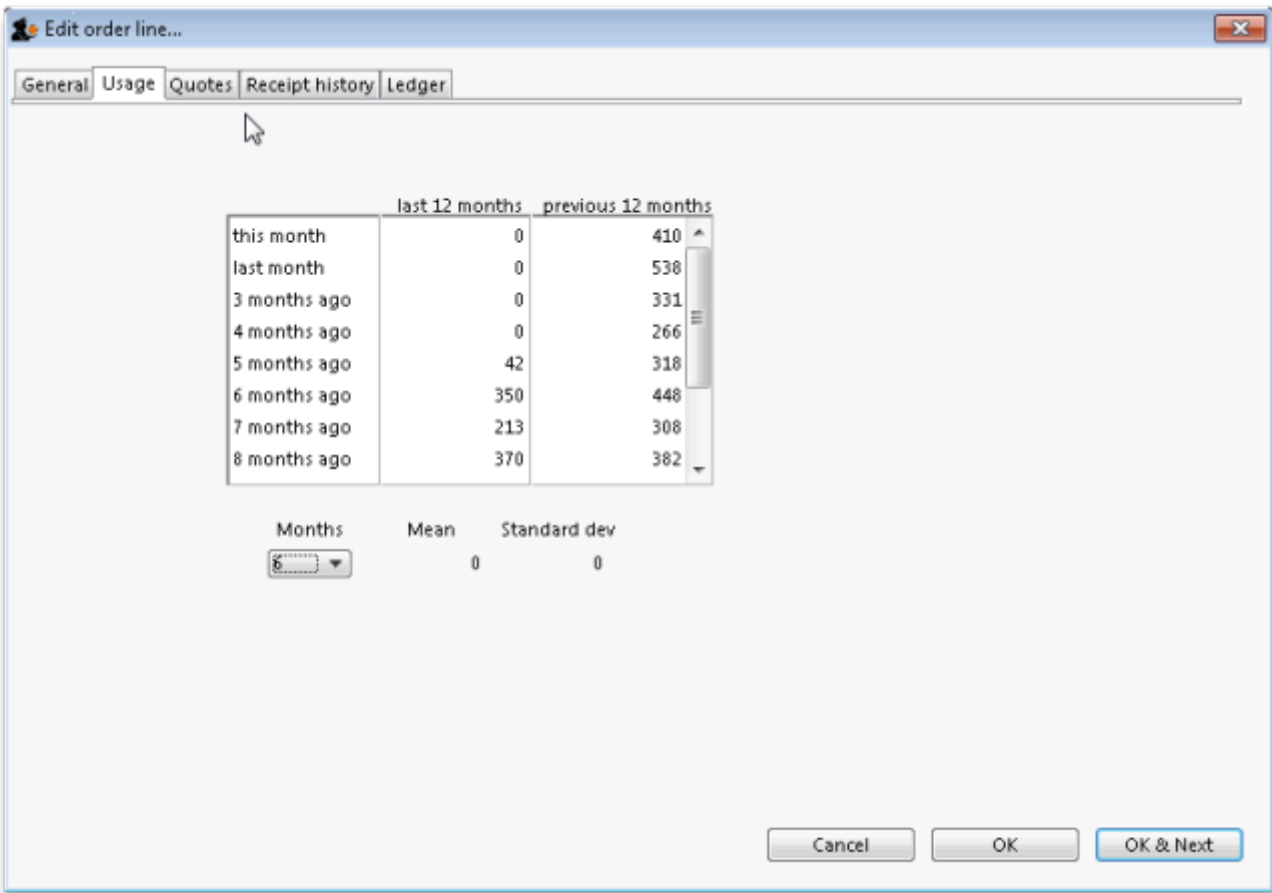 Edit order line...
General Usage Quotes Receipt history Ledger
last 12 months previous 12 months
this month 0 410
last month 0 538
3 months ago 0 331
4 months ago 0 266
5 months ago 42 318
6 months ago 350 448
7 months ago 213 308
8 months ago 370 382
Months Mean Standard dev
6 0 0
Cancel OK OK & Next